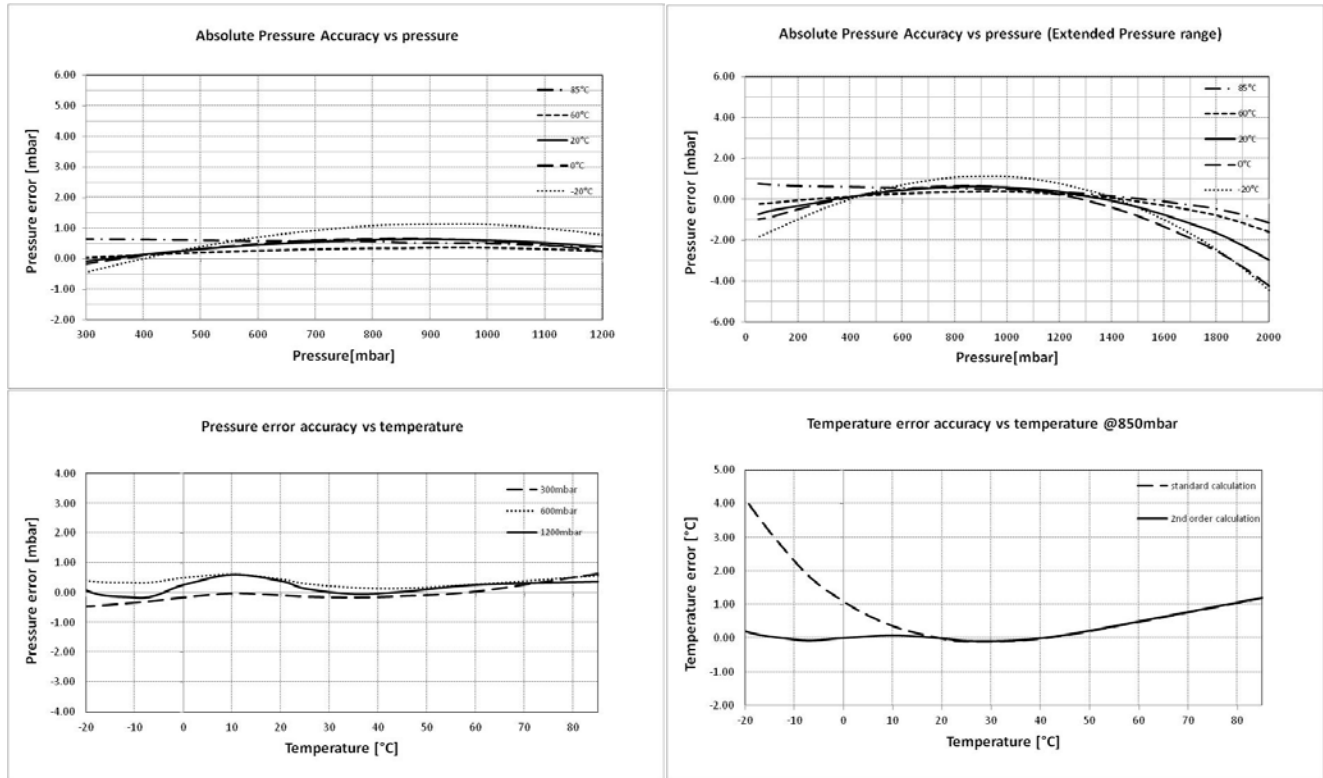 Absolute Pressure Accuracy vs pressure
Pressure error [mbar]
6.00
5.00
4.00
3.00
2.00
1.00
0.00
-1.00
-2.00
85°C
60°C
20°C
0°C
-20°C
300 400 500 600 700 800 900 1000 1100 1200
Pressure[mbar]
Absolute Pressure Accuracy vs pressure (Extended Pressure range)
Pressure error [mbar]
6.00
4.00
2.00
0.00
-2.00
-4.00
-6.00
85°C
60°C
20°C
0°C
-20°C
0 200 400 600 800 1000 1200 1400 1600 1800 2000
Pressure[mbar]
Pressure error accuracy vs temperature
Pressure error [mbar]
4.00
3.00
2.00
1.00
0.00
-1.00
-2.00
-3.00
-4.00
300mbar
600mbar
1200mbar
-20 -10 0 10 20 30 40 50 60 70 80
Temperature [°C]
Temperature error accuracy vs temperature @850mbar
Temperature error [°C]
5.00
4.00
3.00
2.00
1.00
0.00
-1.00
-2.00
standard calculation
2nd order calculation
-20 -10 0 10 20 30 40 50 60 70 80
Temperature [°C]